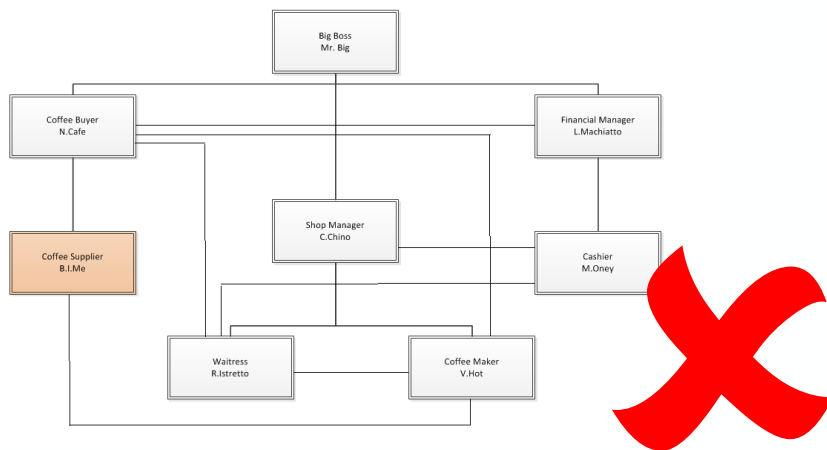 Big Boss
Mr. Big
Coffee Buyer
N.Cafe
Financial Manager
L.Machiatto
Shop Manager
C.Chino
Coffee Supplier
B.I.Me
Cashier
M.Oney
Waitress
R.Istretto
Coffee Maker
V.Hot